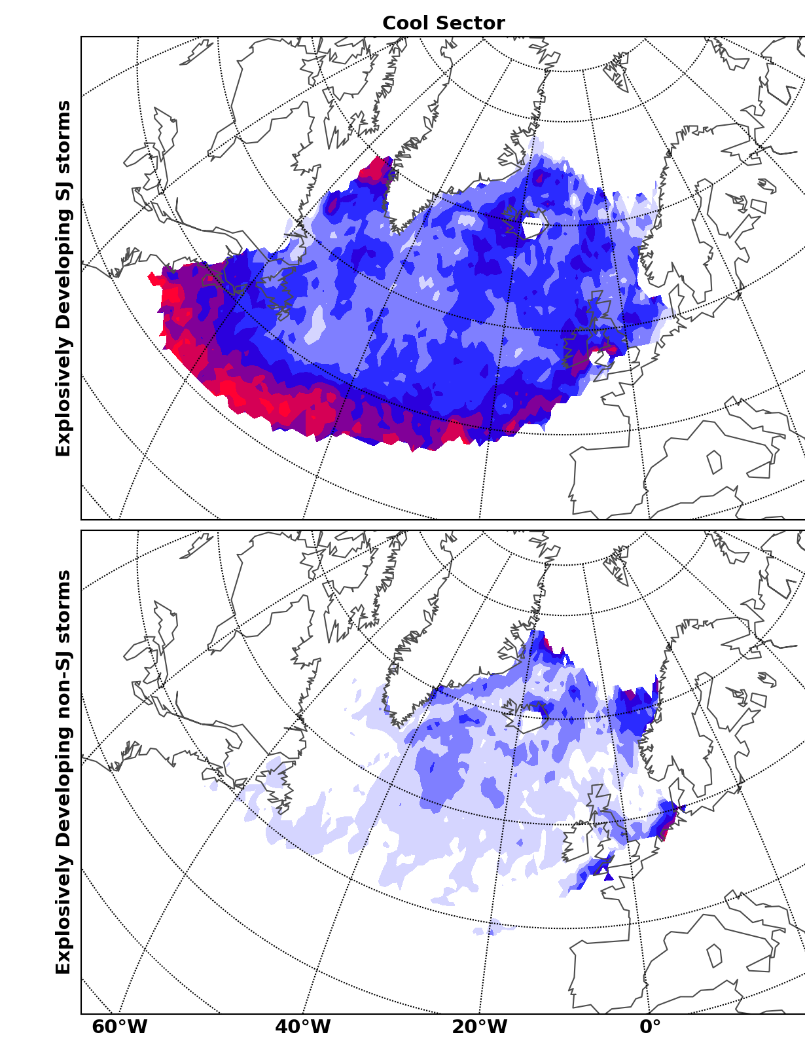 Cool Sector
Explosively Developing SJ storms
Explosively Developing non-SJ storms
60°W 40°W 20°W 0°